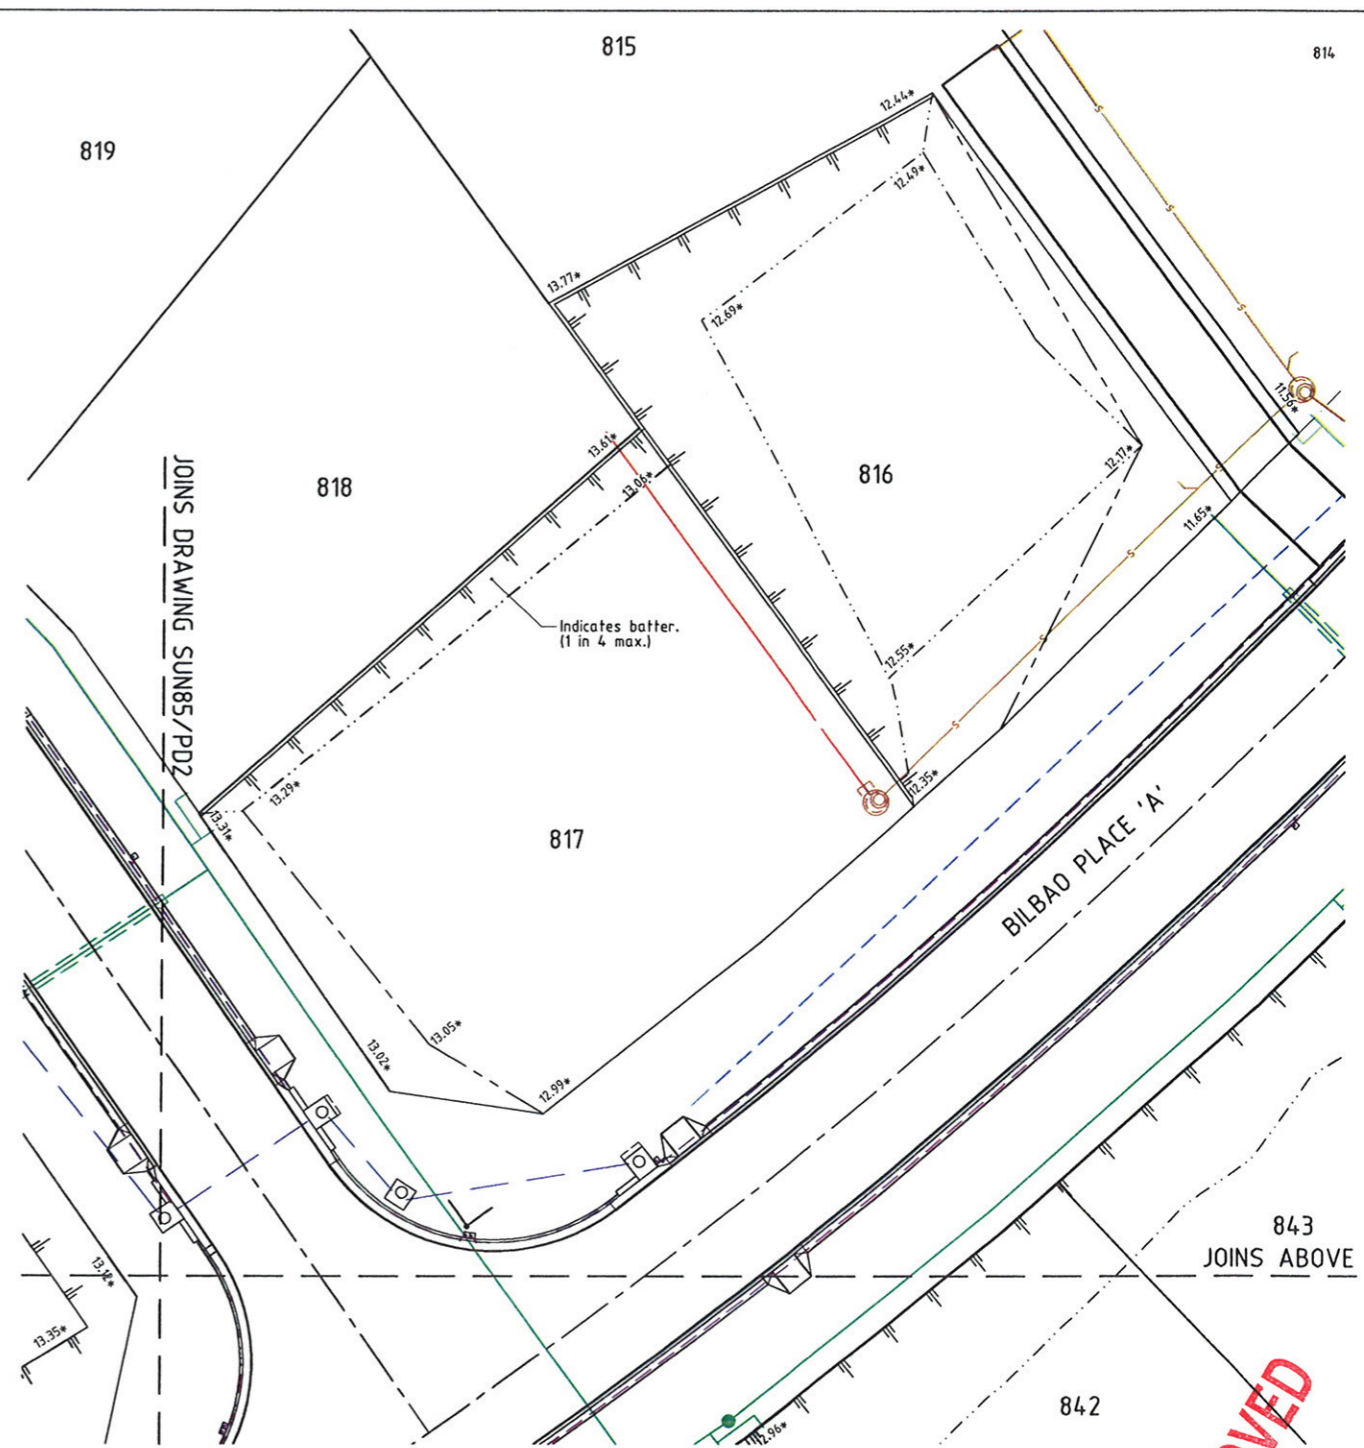 815
814
819
12.44*
12.49*
13.77*
12.69*
11.56*
13.61*
12.17*
818
13.06*
816
11.65*
JOINS DRAWING SUN85/PD2
S
S
S
S
S
S
S
Indicates batter.
(1 in 4 max.)
12.55*
12.35*
13.29*
13.31*
817
BILBAO PLACE 'A'
13.05*
13.02*
12.99*
843
JOINS ABOVE
13.35*
842
2.96*
OVED